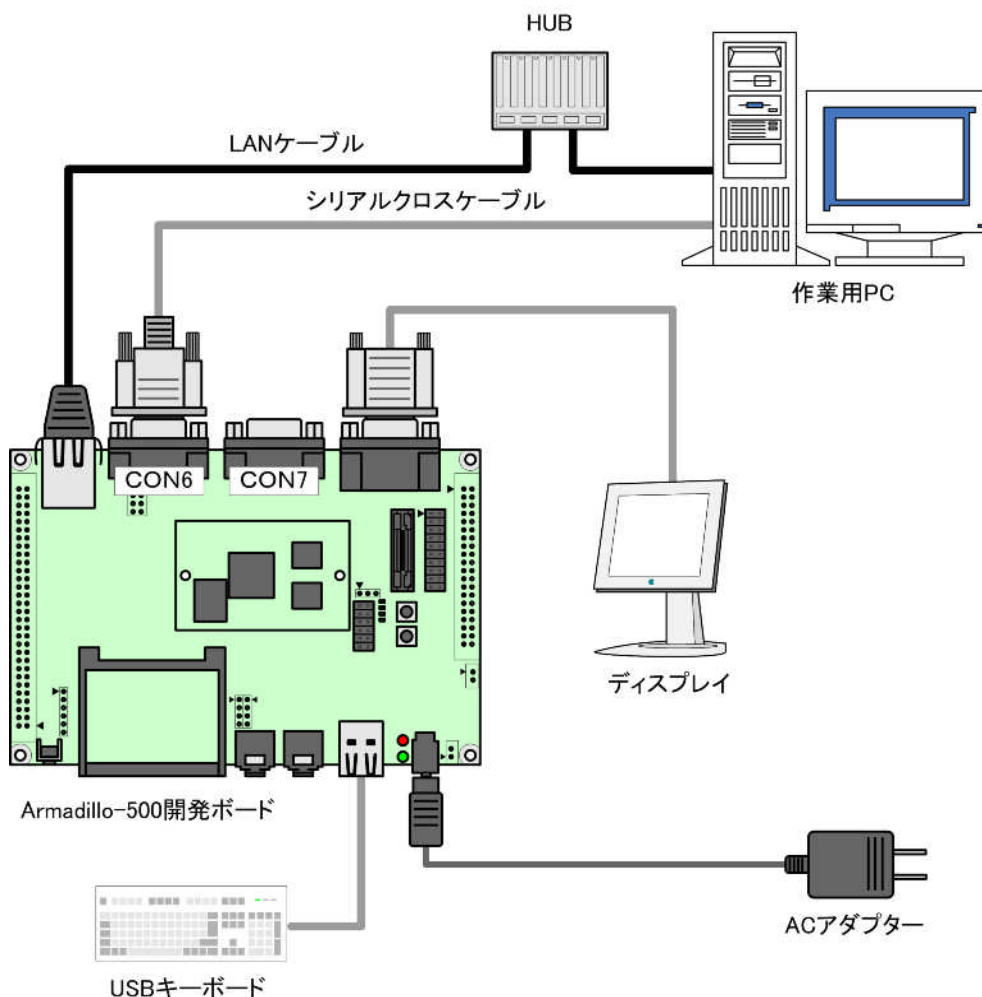 HUB
LANケーブル
シリアルクロスケーブル
作業用PC
CON6
CON7
ディスプレイ
Armadillo-500開発ボード
ACアダプター
USBキーボード